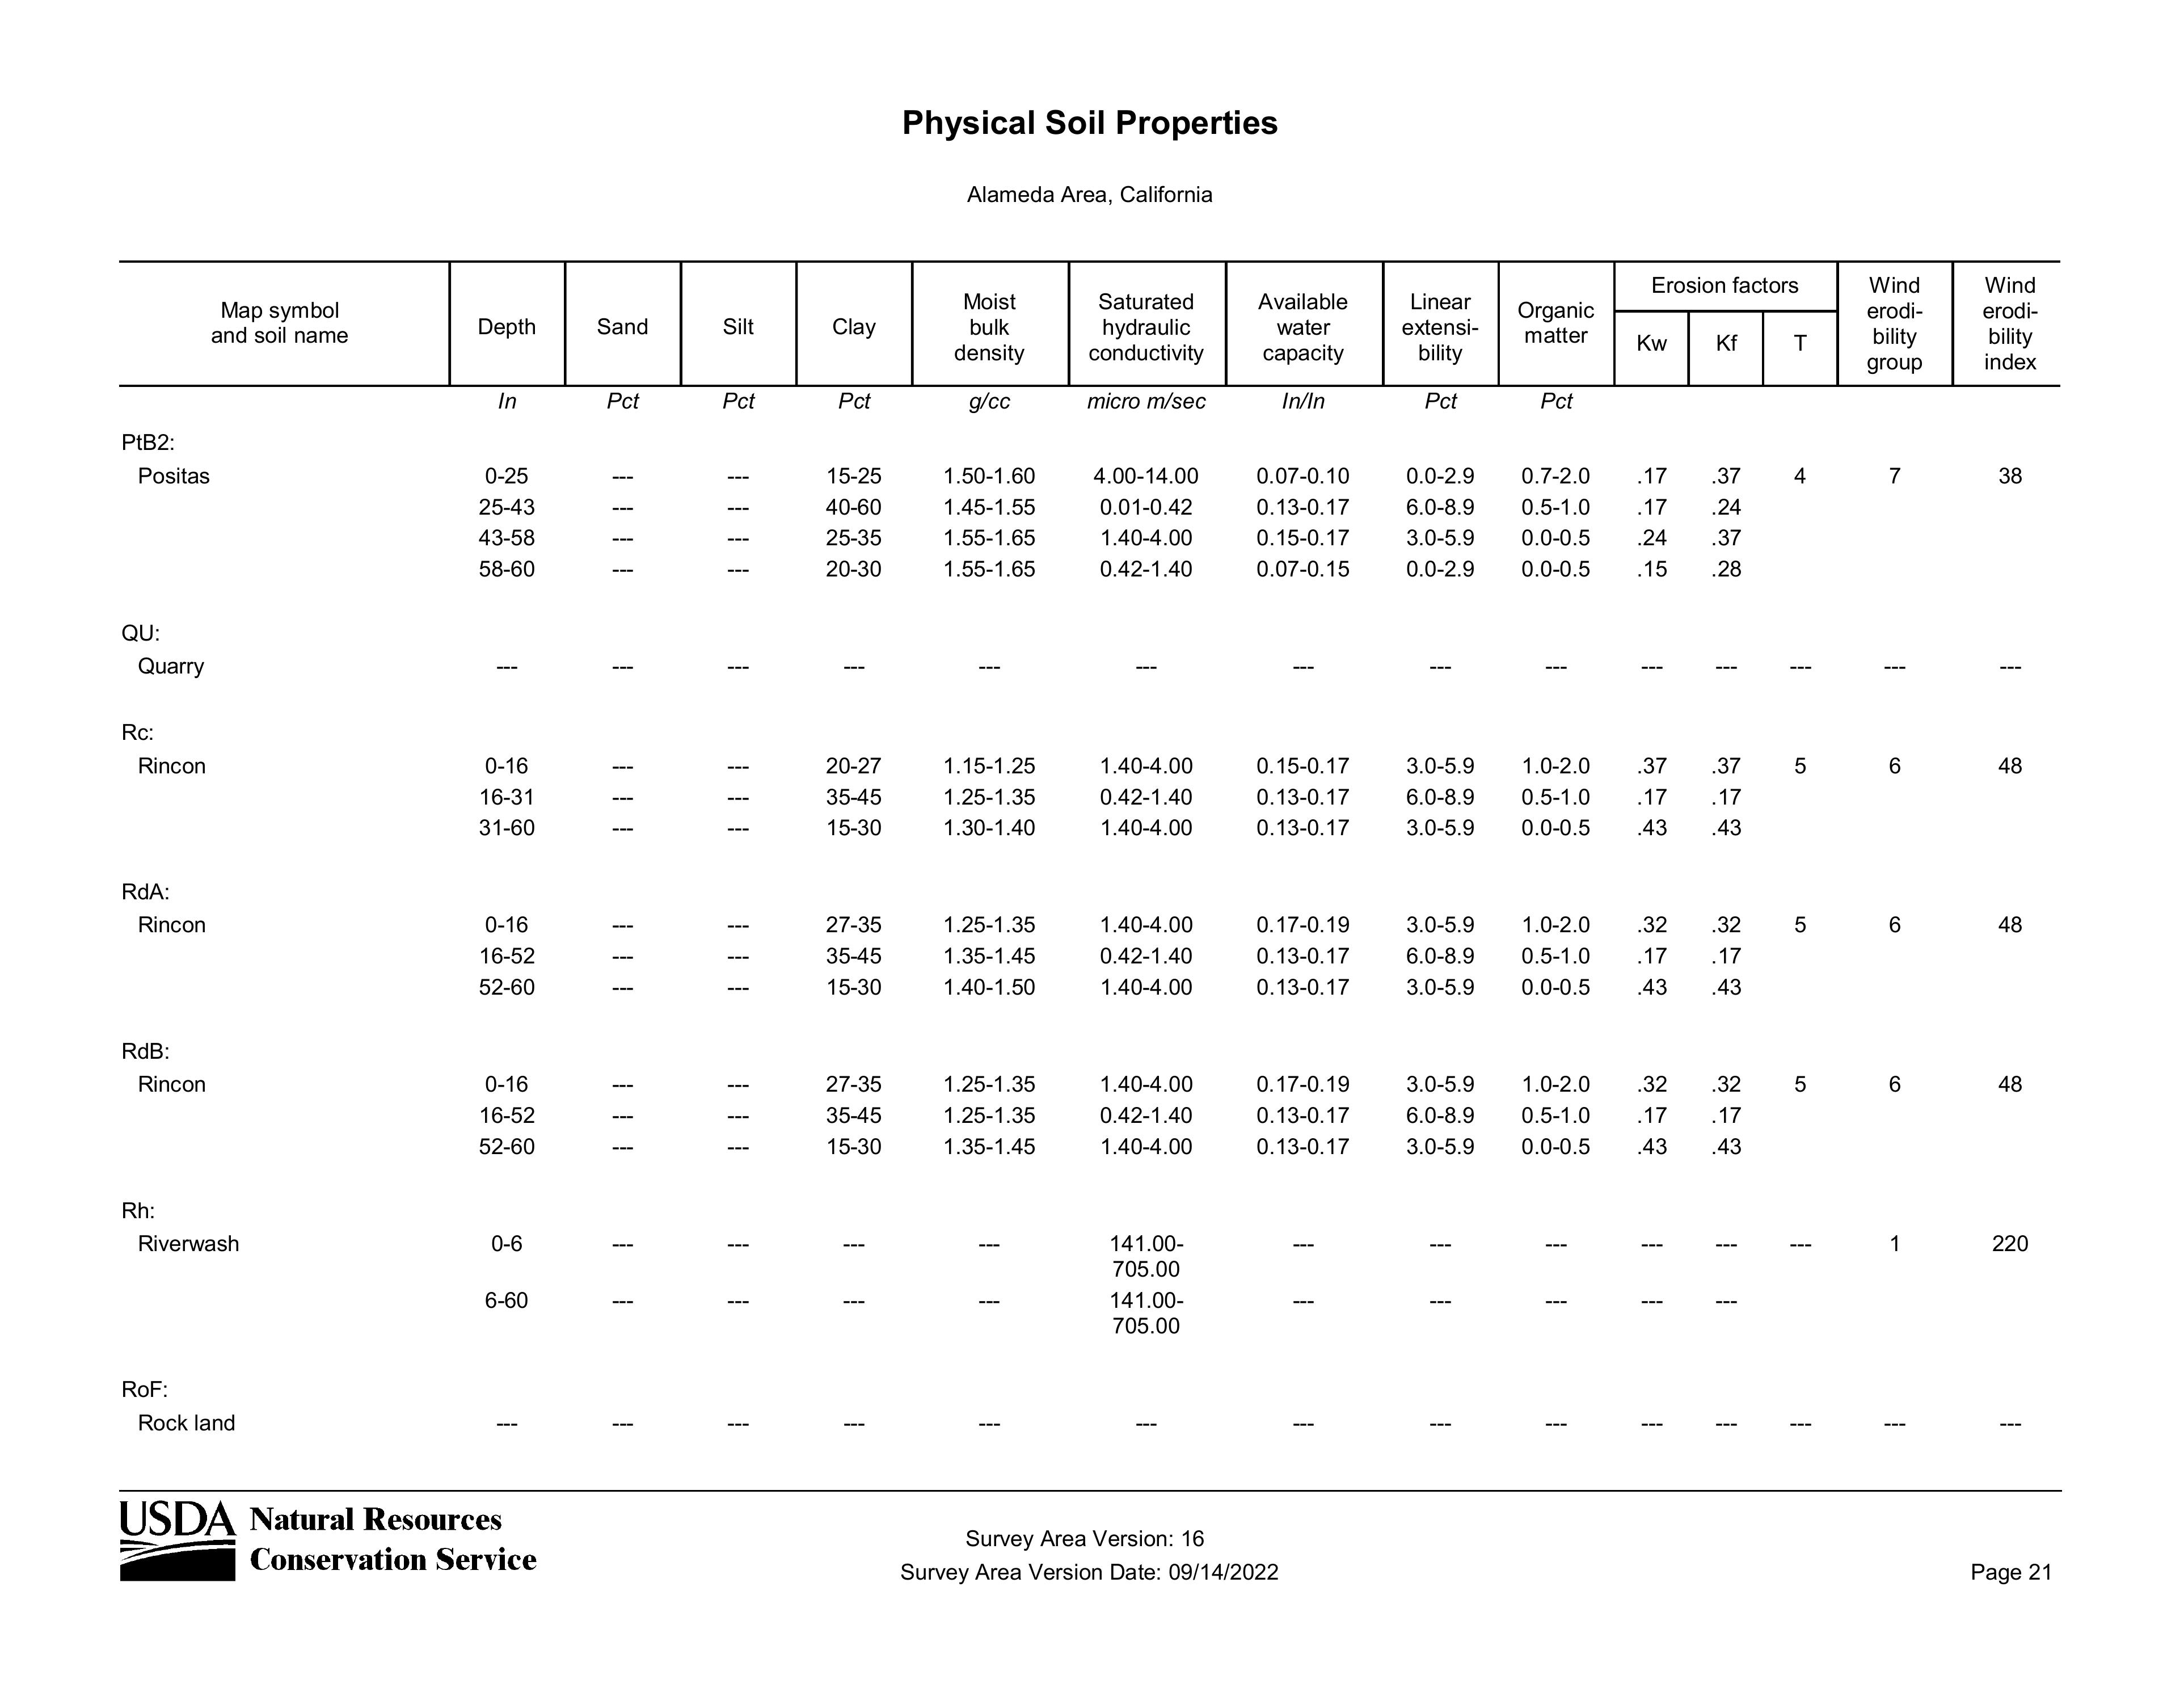 Physical Soil Properties
Alameda Area, California
Map symbol and soil name Depth Sand Silt Clay Moist bulk density Saturated hydraulic conductivity Available water capacity Linear extensi- bility Organic matter Erosion factors Kw Kf T Wind erodi- bility group Wind erodi- bility index
In Pct Pct Pct g/cc micro m/sec In/In Pct Pct
PtB2:
Positas 0-25 --- --- 15-25 1.50-1.60 4.00-14.00 0.07-0.10 0.0-2.9 0.7-2.0 .17 .37 4 7 38
25-43 --- --- 40-60 1.45-1.55 0.01-0.42 0.13-0.17 6.0-8.9 0.5-1.0 .17 .24
43-58 --- --- 25-35 1.55-1.65 1.40-4.00 0.15-0.17 3.0-5.9 0.0-0.5 .24 .37
58-60 --- --- 20-30 1.55-1.65 0.42-1.40 0.07-0.15 0.0-2.9 0.0-0.5 .15 .28
QU:
Quarry --- --- --- --- --- --- --- --- --- --- --- --- --- ---
Rc:
Rincon 0-16 --- --- 20-27 1.15-1.25 1.40-4.00 0.15-0.17 3.0-5.9 1.0-2.0 .37 .37 5 6 48
16-31 --- --- 35-45 1.25-1.35 0.42-1.40 0.13-0.17 6.0-8.9 0.5-1.0 .17 .17
31-60 --- --- 15-30 1.30-1.40 1.40-4.00 0.13-0.17 3.0-5.9 0.0-0.5 .43 .43
RdA:
Rincon 0-16 --- --- 27-35 1.25-1.35 1.40-4.00 0.17-0.19 3.0-5.9 1.0-2.0 .32 .32 5 6 48
16-52 --- --- 35-45 1.35-1.45 0.42-1.40 0.13-0.17 6.0-8.9 0.5-1.0 .17 .17
52-60 --- --- 15-30 1.40-1.50 1.40-4.00 0.13-0.17 3.0-5.9 0.0-0.5 .43 .43
RdB:
Rincon 0-16 --- --- 27-35 1.25-1.35 1.40-4.00 0.17-0.19 3.0-5.9 1.0-2.0 .32 .32 5 6 48
16-52 --- --- 35-45 1.25-1.35 0.42-1.40 0.13-0.17 6.0-8.9 0.5-1.0 .17 .17
52-60 --- --- 15-30 1.35-1.45 1.40-4.00 0.13-0.17 3.0-5.9 0.0-0.5 .43 .43
Rh:
Riverwash 0-6 --- --- --- --- 141.00- --- --- --- --- --- --- 1 220
705.00
6-60 --- --- --- --- 141.00- --- --- --- --- ---
705.00
RoF:
Rock land --- --- --- --- --- --- --- --- --- --- --- --- --- ---
USDA Natural Resources
Conservation Service
Survey Area Version: 16
Survey Area Version Date: 09/14/2022
Page 21